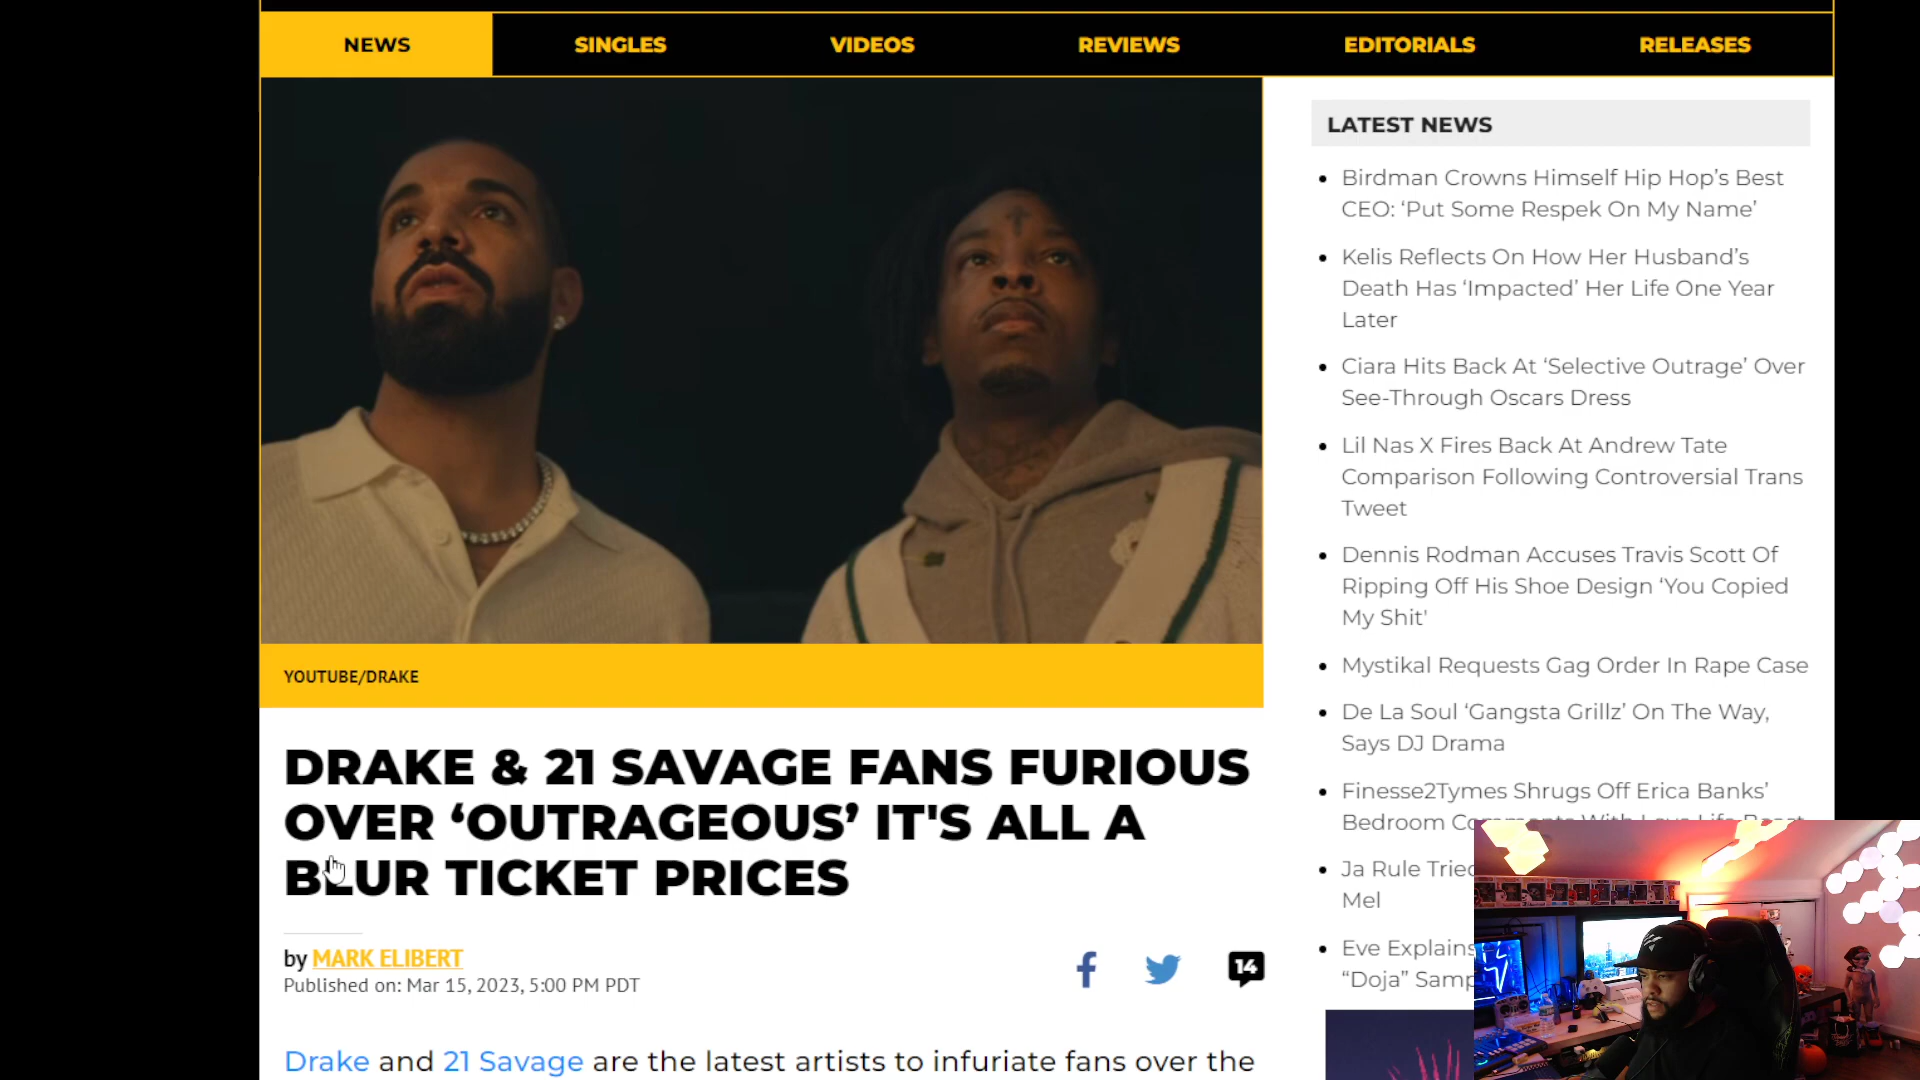 NEWS
SINGLES
VIDEOS
REVIEWS
EDITORIALS
RELEASES
YOUTUBE/DRAKE
DRAKE & 21 SAVAGE FANS FURIOUS
OVER ‘OUTRAGEOUS’ IT'S ALL A
BLUR TICKET PRICES
by MARK ELIBERT
Published on: Mar 15, 2023, 5:00 PM PDT
14
Drake and 21 Savage are the latest artists to infuriate fans over the
LATEST NEWS
Birdman Crowns Himself Hip Hop’s Best
CEO: ‘Put Some Respek On My Name’
Kelis Reflects On How Her Husband’s
Death Has ‘Impacted’ Her Life One Year
Later
Ciara Hits Back At ‘Selective Outrage’ Over
See-Through Oscars Dress
Lil Nas X Fires Back At Andrew Tate
Comparison Following Controversial Trans
Tweet
Dennis Rodman Accuses Travis Scott Of
Ripping Off His Shoe Design ‘You Copied
My Shit'
Mystikal Requests Gag Order In Rape Case
De La Soul ‘Gangsta Grillz’ On The Way,
Says DJ Drama
Finesse2Tymes Shrugs Off Erica Banks’
Bedroom
Ja Rule Tried
Mel
Eve Explains
“Doja”